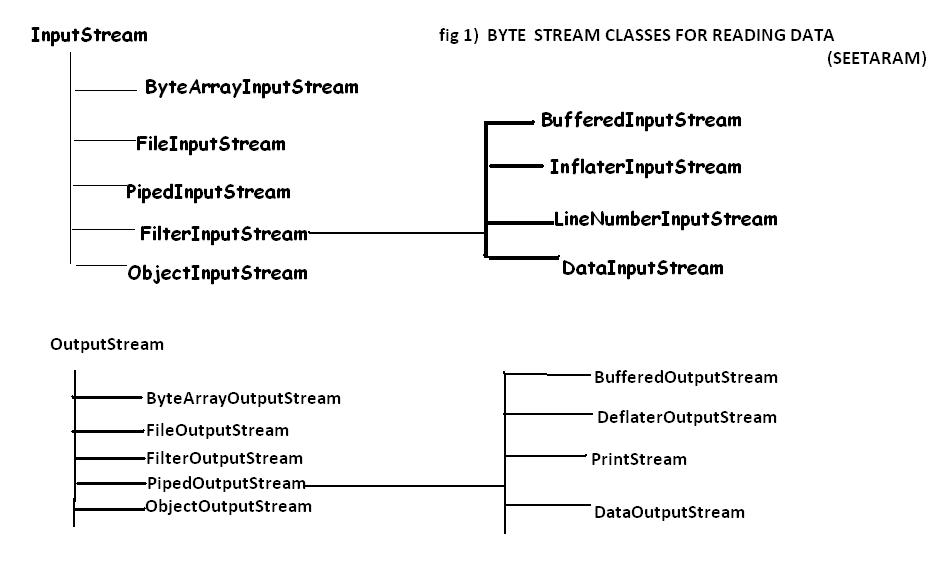 InputStream
fig 1) BYTE STREAM CLASSES FOR READING DATA
(SEETARAM)
ByteArrayInputStream
FileInputStream
PipedInputStream
FilterInputStream
ObjectInputStream
BufferedInputStream
InflaterInputStream
LineNumberInputStream
DataInputStream
OutputStream
ByteArrayOutputStream
FileOutputStream
FilterOutputStream
PipedOutputStream
ObjectOutputStream
BufferedOutputStream
DeflaterOutputStream
PrintStream
DataOutputStream